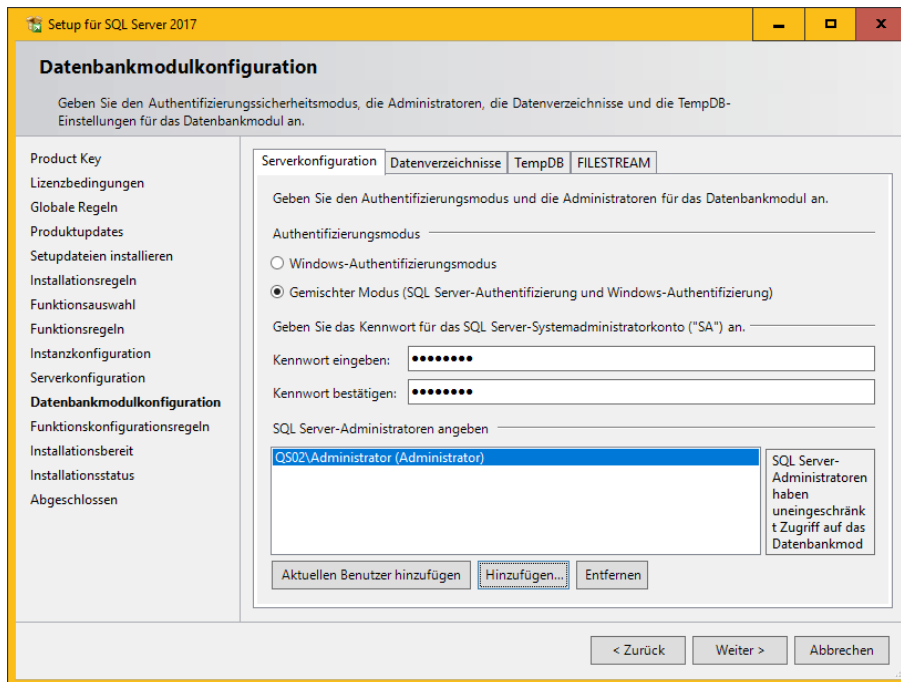 Setup für SQL Server 2017
Datenbankmodulkonfiguration
Geben Sie den Authentifizierungssicherheitsmodus, die Administratoren, die Datenverzeichnisse und die TempDB-
Einstellungen für das Datenbankmodul an.
Product Key
Lizenzbedingungen
Globale Regeln
Produktupdates
Setupdateien installieren
Installationsregeln
Funktionsauswahl
Funktionsregeln
Instanzkonfiguration
Serverkonfiguration
Datenbankmodulkonfiguration
Funktionskonfigurationsregeln
Installationsbereit
Installationsstatus
Abgeschlossen
Serverkonfiguration Datenverzeichnisse TempDB FILESTREAM
Geben Sie den Authentifizierungsmodus und die Administratoren für das Datenbankmodul an.
Authentifizierungsmodus
Windows-Authentifizierungsmodus
Gemischter Modus (SQL Server-Authentifizierung und Windows-Authentifizierung)
Geben Sie das Kennwort für das SQL Server-Systemadministratorkonto ("SA") an.
Kennwort eingeben: ●●●●●●●●
Kennwort bestätigen: ●●●●●●●●
SQL Server-Administratoren angeben
QS02\Administrator (Administrator)
SQL Server-
Administratoren
haben
uneingeschränk
t Zugriff auf das
Datenbankmod
Aktuellen Benutzer hinzufügen Hinzufügen... Entfernen
< Zurück Weiter > Abbrechen